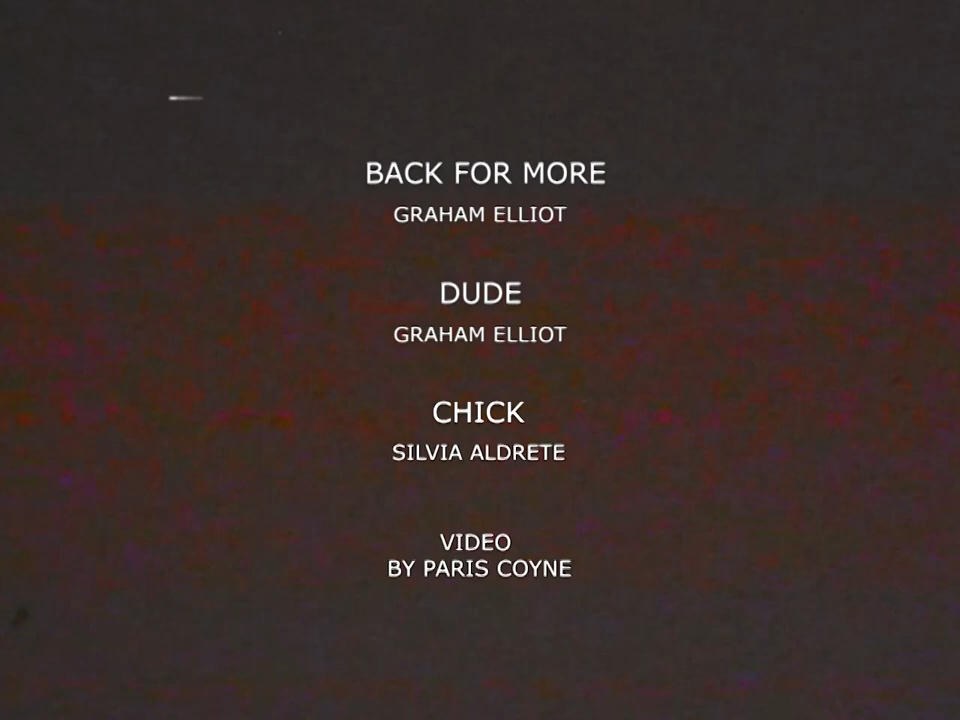 BACK FOR MORE
GRAHAM ELLIOT
DUDE
GRAHAM ELLIOT
CHICK
SILVIA ALDRETE
VIDEO
BY PARIS COYNE